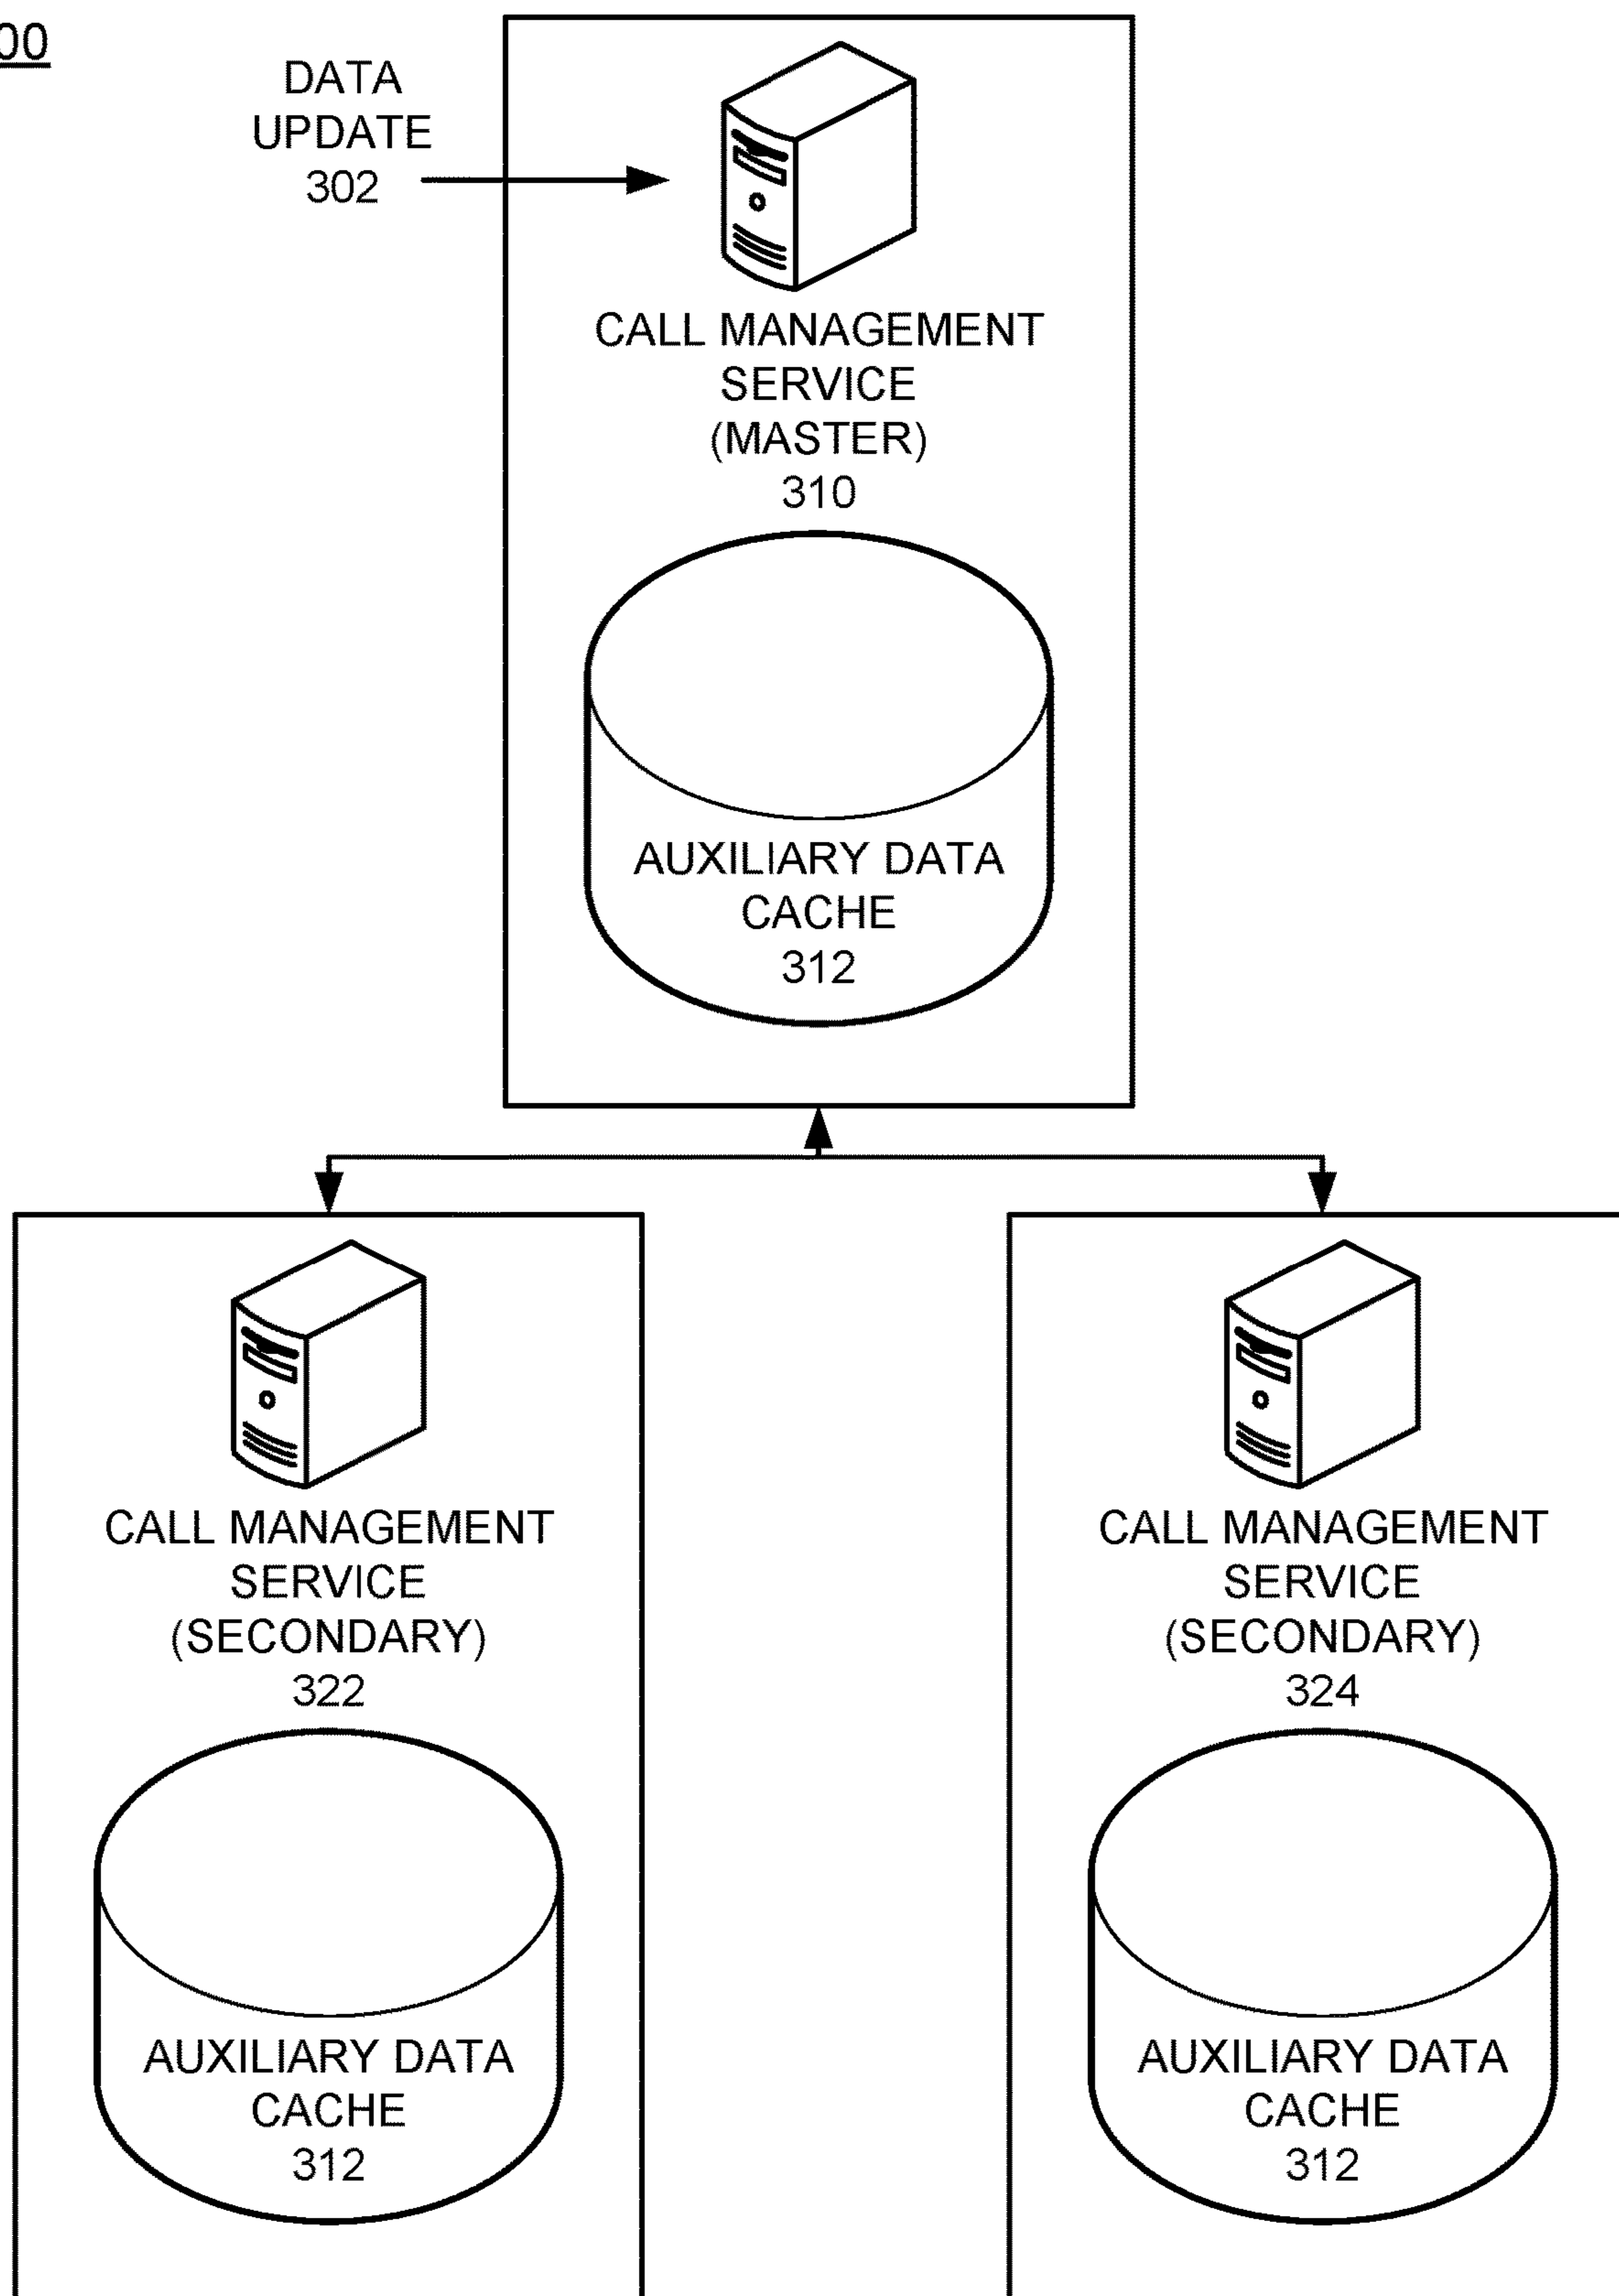 00
DATA
UPDATE
302
CALL MANAGEMENT
SERVICE
(MASTER)
310
AUXILIARY DATA
CACHE
312
CALL MANAGEMENT
SERVICE
(SECONDARY)
322
AUXILIARY DATA
CACHE
312
CALL MANAGEMENT
SERVICE
(SECONDARY)
324
AUXILIARY DATA
CACHE
312